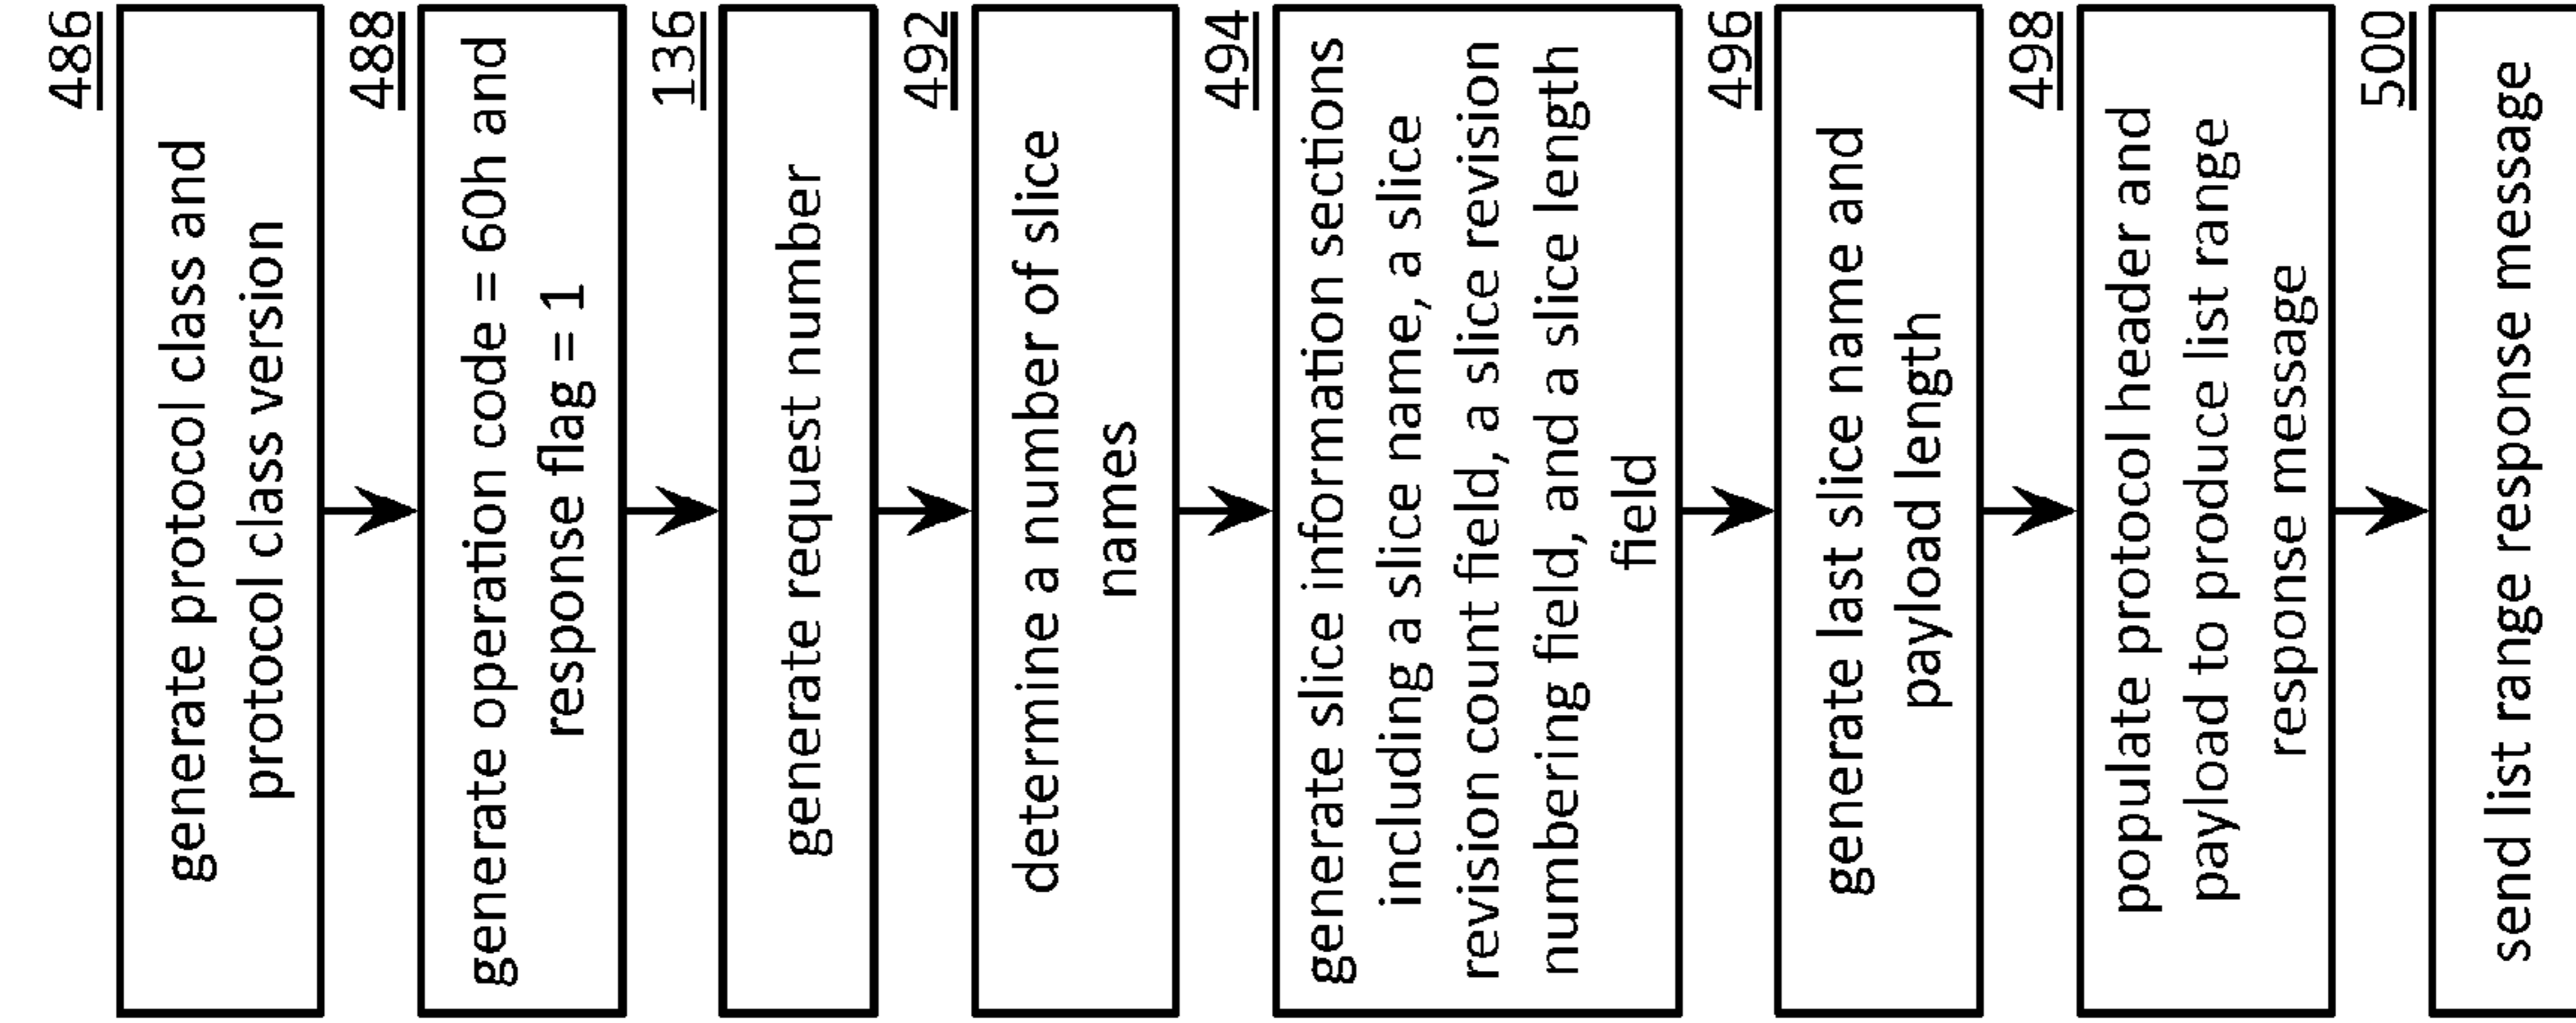 486
generate protocol class and
protocol class version
488
generate operation code = 60h and
response flag = 1
136
generate request number
492
determine a number of slice
names
494
generate slice information sections
including a slice name, a slice
revision count field, a slice revision
numbering field, and a slice length
field
496
generate last slice name and
payload length
498
populate protocol header and
payload to produce list range
response message
500
send list range response message